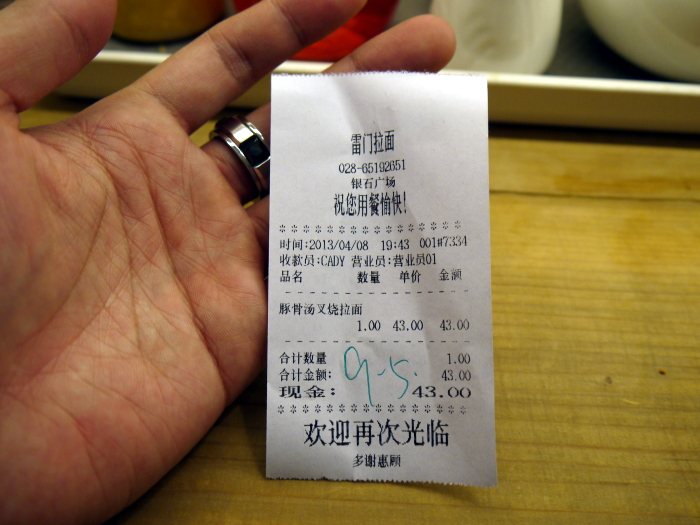 雷门拉面
028-65192651
银石广场
祝您用餐愉快!
时间:2013/04/08 19:43 001#7334
收款员:CADY 营业员:营业员01
品名 数量 单价 金额
豚骨汤叉烧拉面
1.00 43.00 43.00
合计数量 1.00
合计金额: 43.00
现金: 43.00
9-5.
欢迎再次光临
多谢惠顾